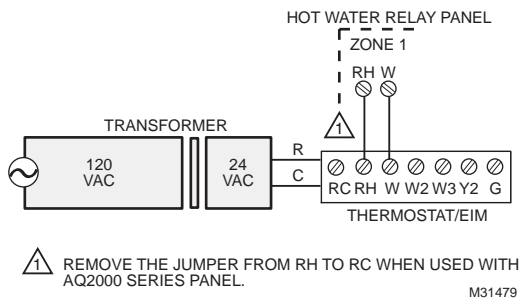 HOT WATER RELAY PANEL
ZONE 1
RH W
1
TRANSFORMER
120
VAC
24
VAC
R
C
RC RH W W2 W3 Y2 G
THERMOSTAT/EIM
1 REMOVE THE JUMPER FROM RH TO RC WHEN USED WITH
AQ2000 SERIES PANEL.
M31479